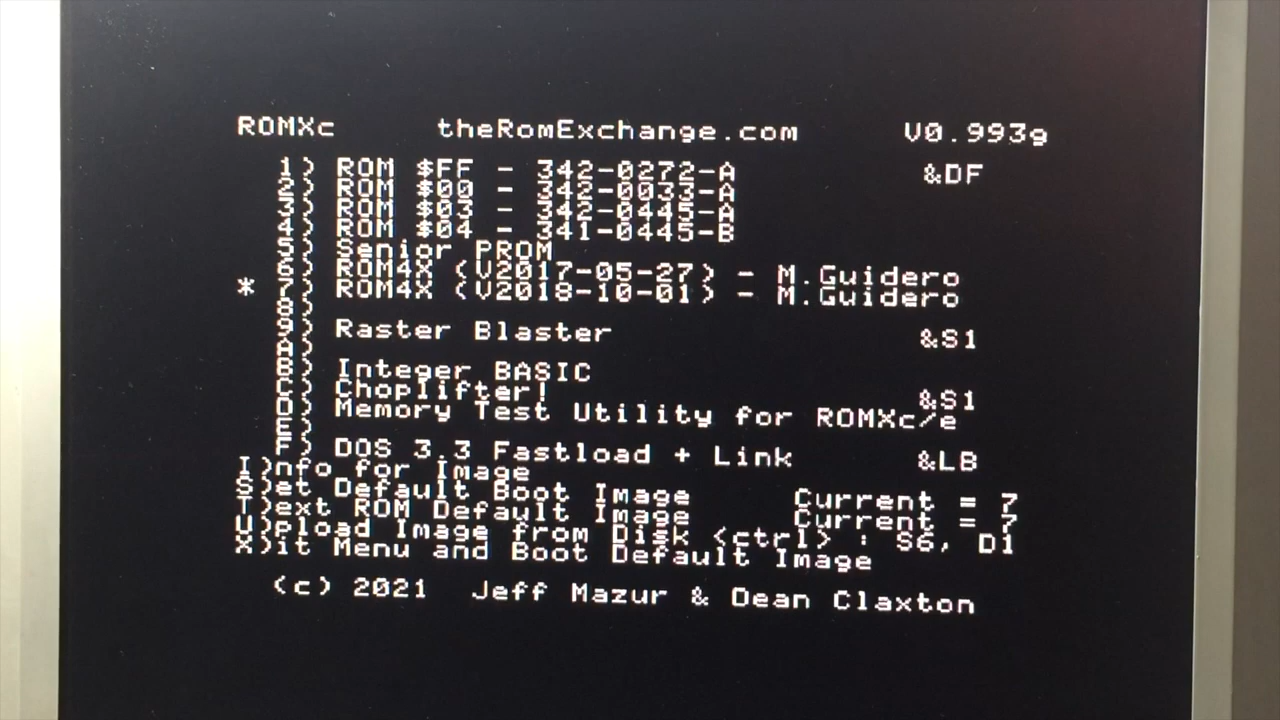 ROMXc theRomExchange.com V0.993g
1) ROM $FF - 342-0272-A &DF
2) ROM $00 - 342-0033-A
3) ROM $03 - 342-0445-A
4) ROM $04 - 341-0445-B
5) Senior PROM
6) ROM4X (V2017-05-27) - M.Guidero
* 7) ROM4X (V2018-10-01) - M.Guidero
8)
9) Raster Blaster &S1
A)
B) Integer BASIC
C) Choplifter! &S1
D) Memory Test Utility for ROMXc/e
E)
F) DOS 3.3 Fastload + Link &LB
I)nfo for Image
S)et Default Boot Image Current = 7
T)ext ROM Default Image Current = 7
U)pload Image from Disk <ctrl> : S6, D1
X)it Menu and Boot Default Image
(c) 2021 Jeff Mazur & Dean Claxton